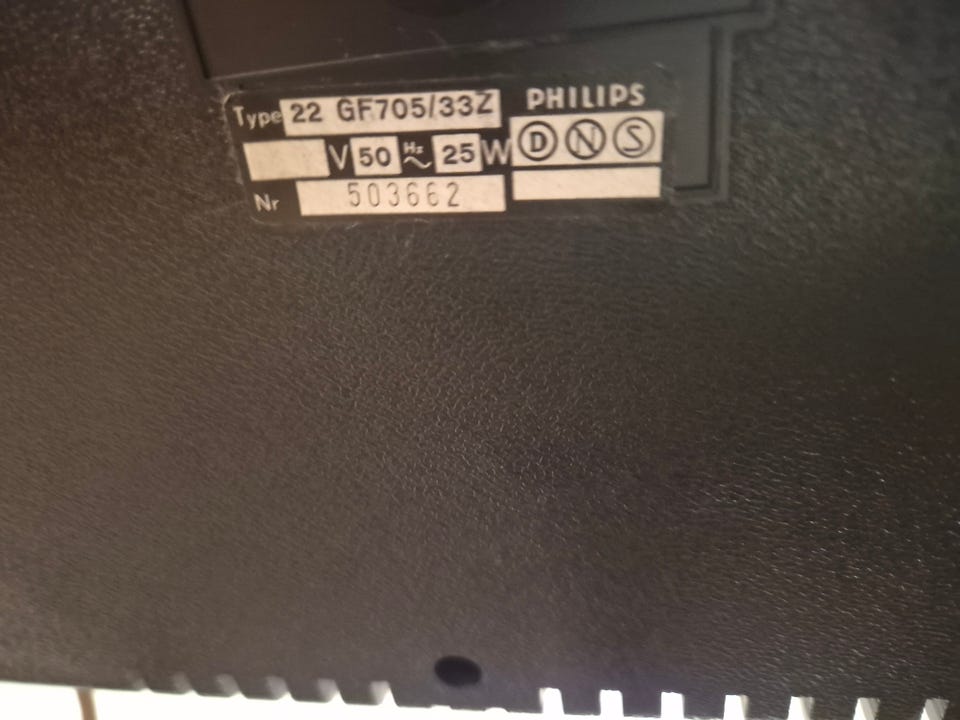 Type 22 GF705/33Z PHILIPS
V 50 Hz ~ 25 W D N S
Nr 503662